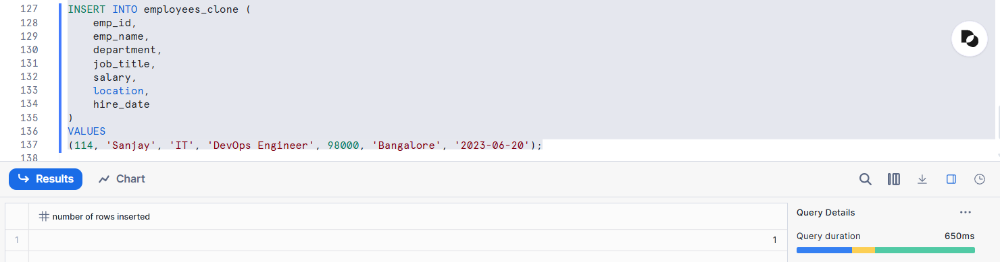 127 INSERT INTO employees_clone (
128 emp_id,
129 emp_name,
130 department,
131 job_title,
132 salary,
133 location,
134 hire_date
135 )
136 VALUES
137 (114, 'Sanjay', 'IT', 'DevOps Engineer', 98000, 'Bangalore', '2023-06-20');
138
Results Chart
number of rows inserted
1 1
Query Details
Query duration 650ms